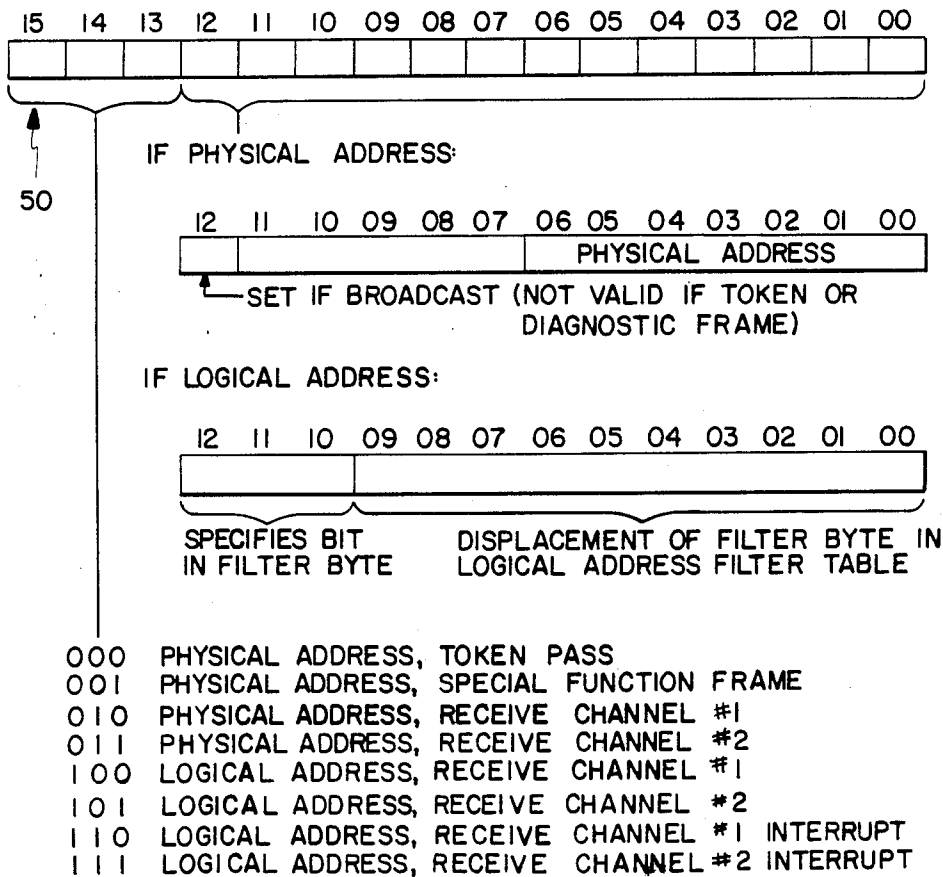 15 14 13 12 11 10 09 08 07 06 05 04 03 02 01 00
IF PHYSICAL ADDRESS:
50
12 11 10 09 08 07 06 05 04 03 02 01 00
PHYSICAL ADDRESS
SET IF BROADCAST (NOT VALID IF TOKEN OR
DIAGNOSTIC FRAME)
IF LOGICAL ADDRESS:
12 11 10 09 08 07 06 05 04 03 02 01 00
SPECIFIES BIT
IN FILTER BYTE
DISPLACEMENT OF FILTER BYTE IN
LOGICAL ADDRESS FILTER TABLE
000 PHYSICAL ADDRESS, TOKEN PASS
001 PHYSICAL ADDRESS, SPECIAL FUNCTION FRAME
010 PHYSICAL ADDRESS, RECEIVE CHANNEL #1
011 PHYSICAL ADDRESS, RECEIVE CHANNEL #2
100 LOGICAL ADDRESS, RECEIVE CHANNEL #1
101 LOGICAL ADDRESS, RECEIVE CHANNEL #2
110 LOGICAL ADDRESS, RECEIVE CHANNEL #1 INTERRUPT
111 LOGICAL ADDRESS, RECEIVE CHANNEL #2 INTERRUPT